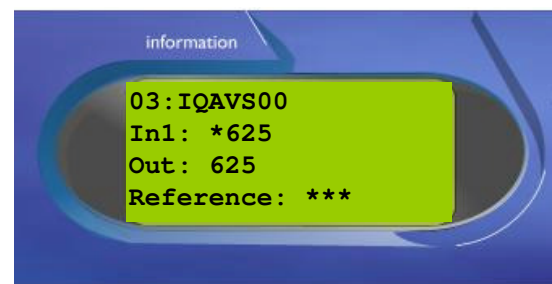 information
03:IQAVS00
In1: *625
Out: 625
Reference: ***